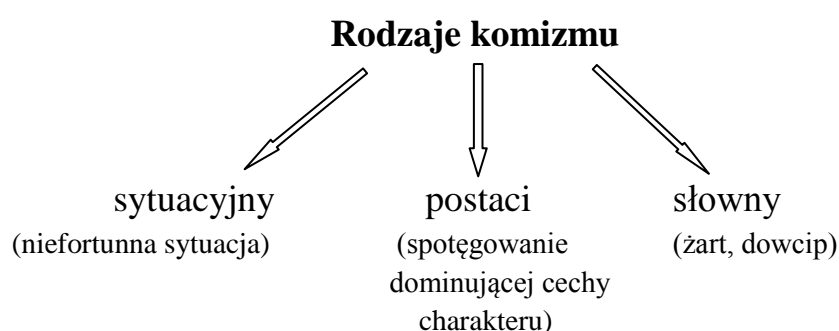 Rodzaje komizmu
sytuacyjny
(niefortunna sytuacja)
postaci
(spotęgowanie
dominującej cechy
charakteru)
słowny
(żart, dowcip)